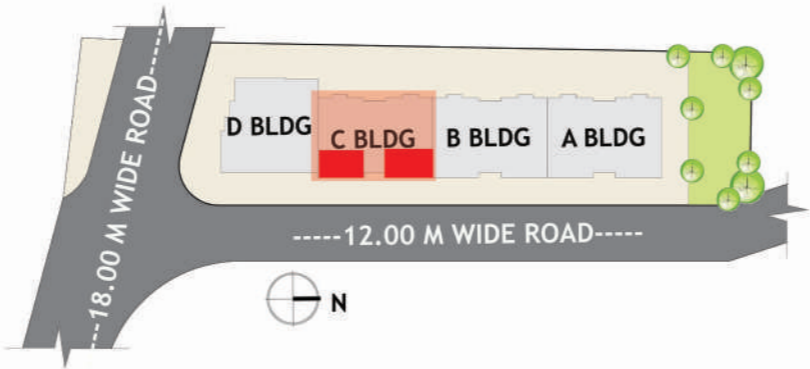 ---18.00 M WIDE ROAD----
D BLDG
C BLDG
B BLDG
A BLDG
-----12.00 M WIDE ROAD-----
N